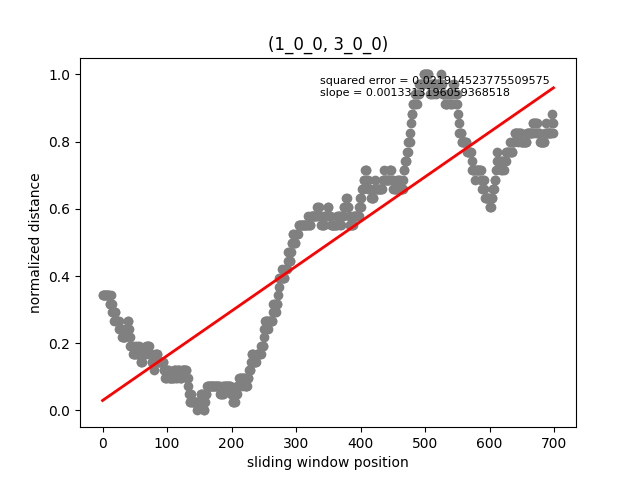 (1_0_0, 3_0_0)
squared error = 0.021914523775509575
slope = 0.0013313196059368518
1.0
0.8
0.6
0.4
0.2
0.0
normalized distance
0 100 200 300 400 500 600 700
sliding window position